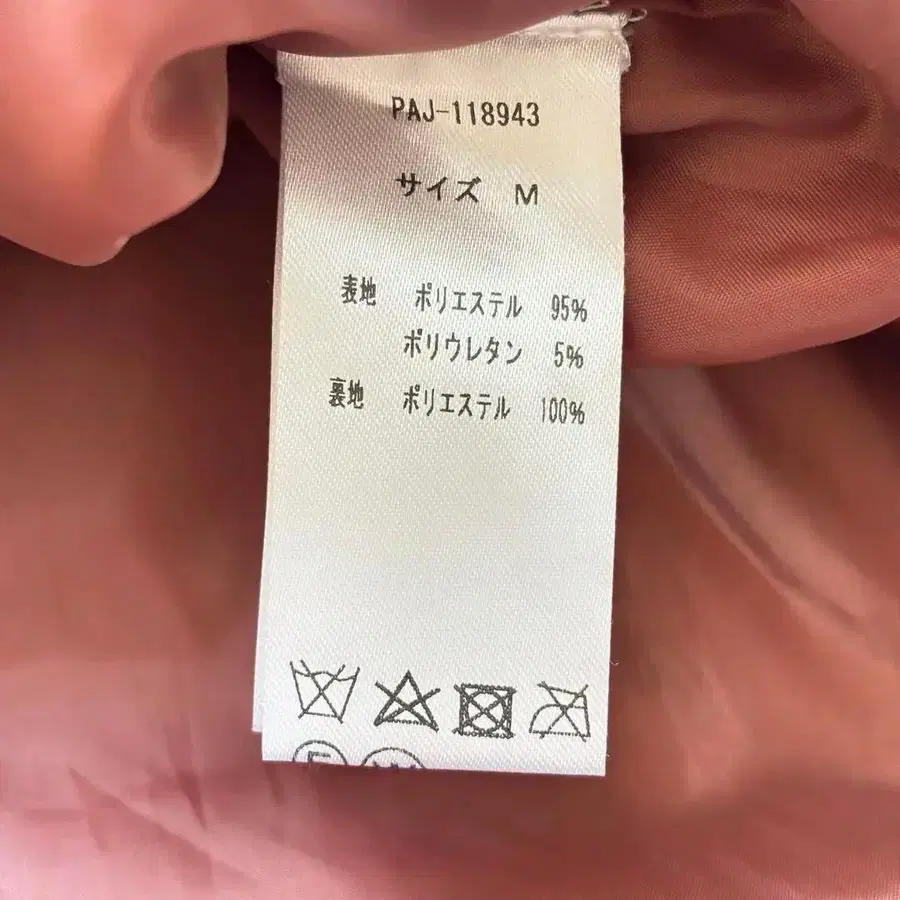 PAJ-118943
サイズ M
表地 ポリエステル 95%
ポリウレタン 5%
裏地 ポリエステル 100%